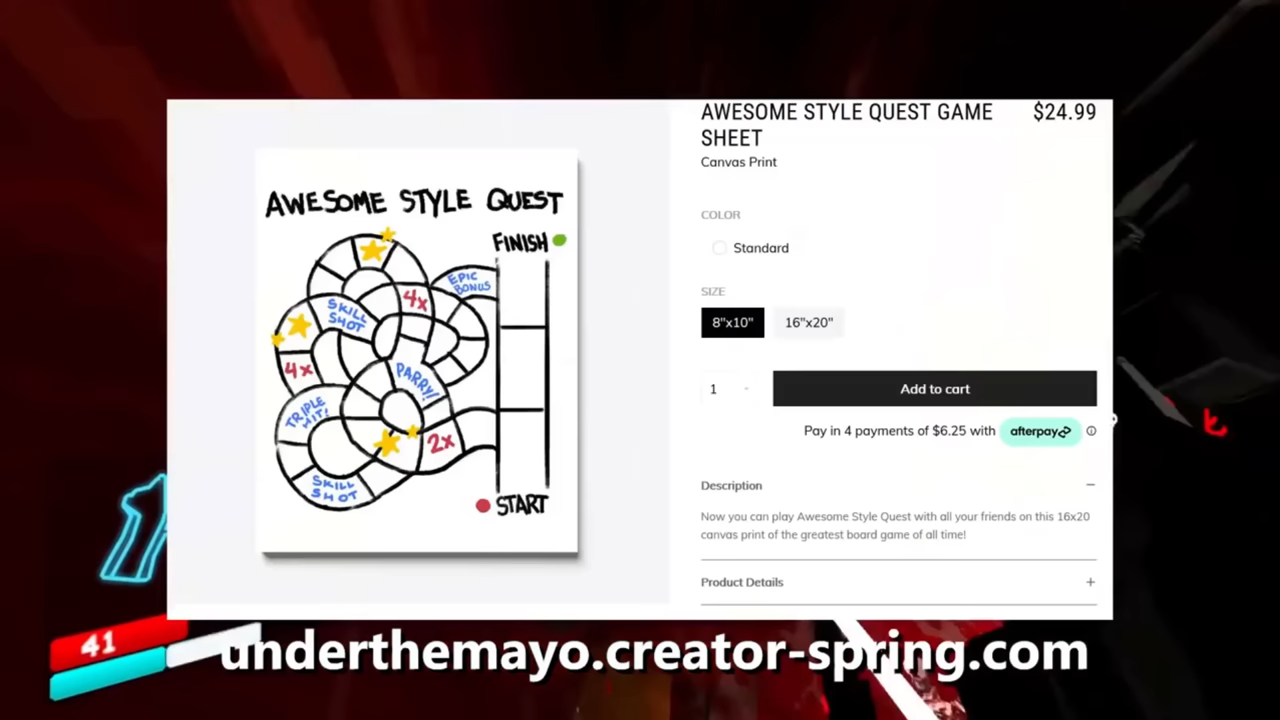 AWESOME STYLE QUEST GAME
SHEET
$24.99
Canvas Print
COLOR
Standard
SIZE
8"x10"
16"x20"
1
Add to cart
Pay in 4 payments of $6.25 with afterpay
Description
Now you can play Awesome Style Quest with all your friends on this 16x20
canvas print of the greatest board game of all time!
Product Details
AWESOME STYLE QUEST
FINISH
EPIC
BONUS
4x
SKILL
SHOT
4x
PARRY!
TRIPLE
HIT!
2x
SKILL
SHOT
START
41
underthemayo.creator-spring.com